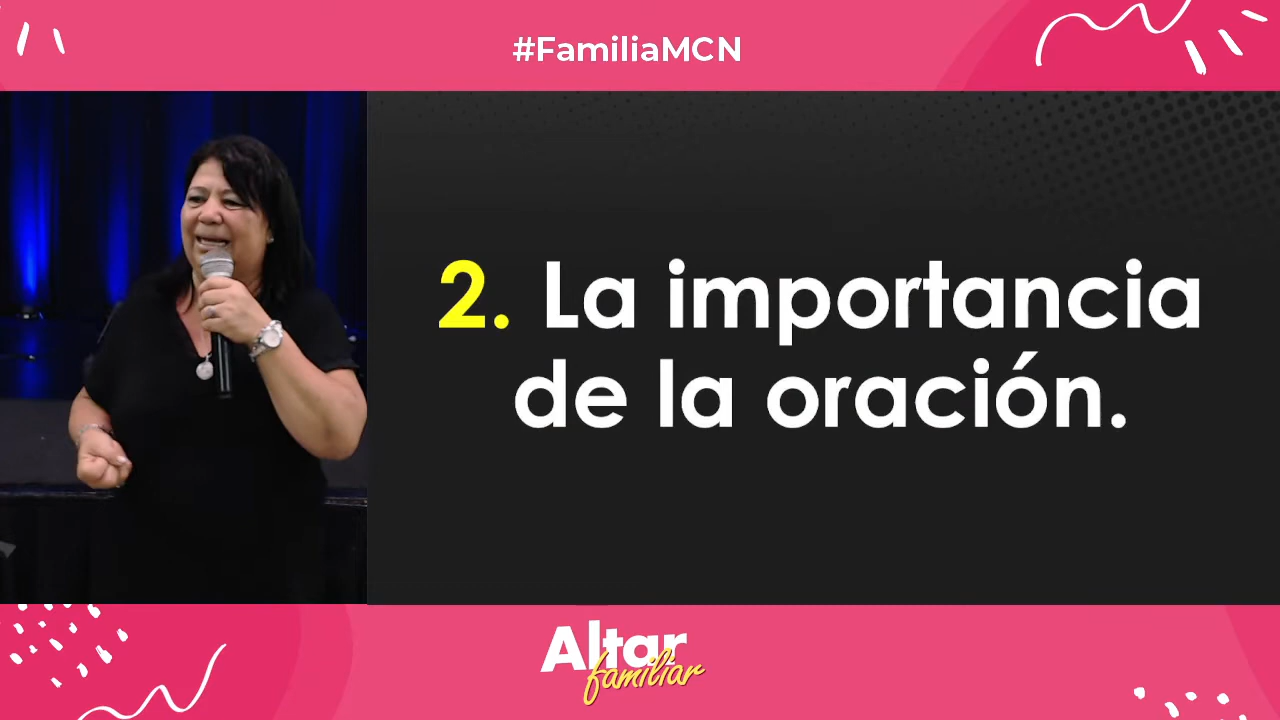 #FamiliaMCN
2. La importancia
de la oración.
Altar
familiar